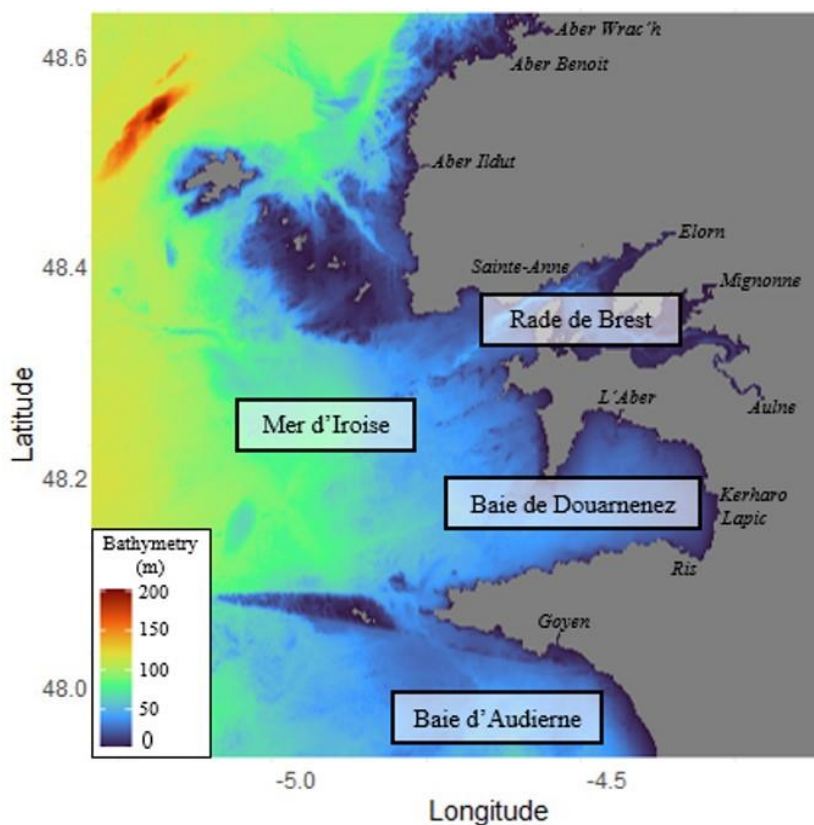 Aber Wrac´h
48.6
Aber Benoit
Aber Ildut
Elorn
48.4
Sainte-Anne
Mignonne
Rade de Brest
L´Aber
Aulne
Mer d’Iroise
Latitude
48.2
Baie de Douarnenez
Kerharo
Lapic
Bathymetry
(m)
Ris
200
150
Goyen
100
50
48.0
Baie d’Audierne
0
-5.0
-4.5
Longitude